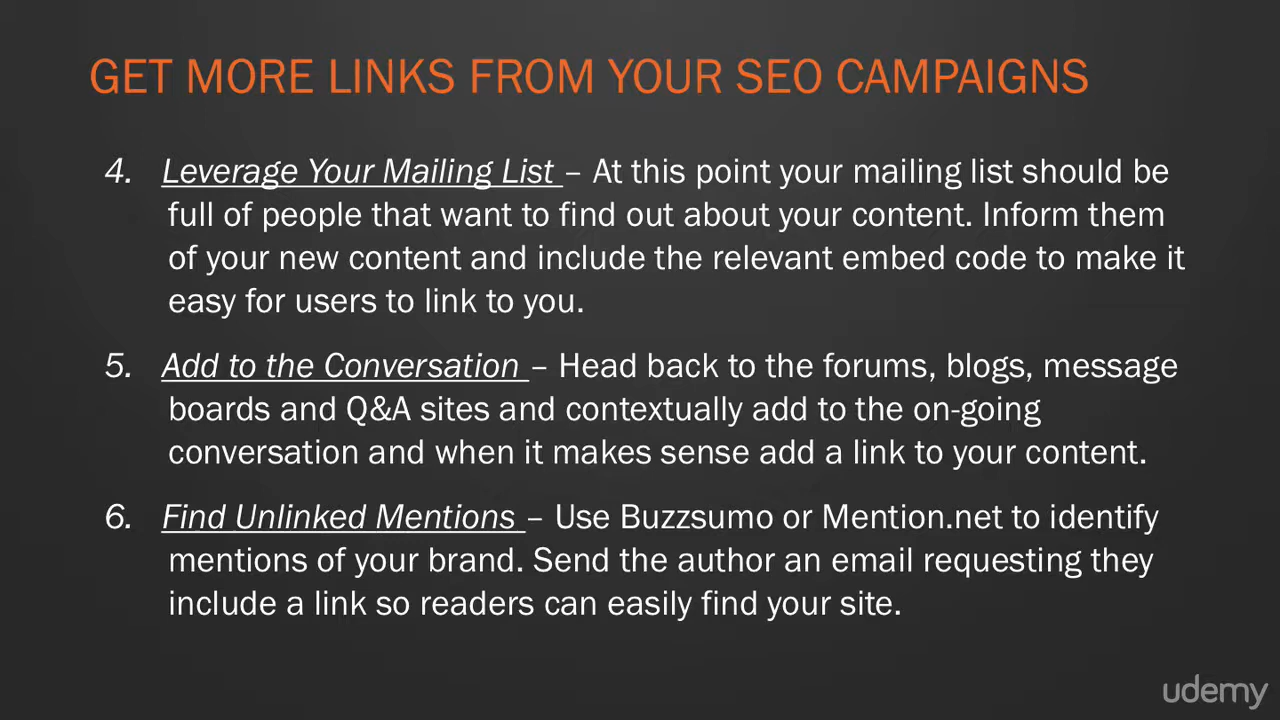 GET MORE LINKS FROM YOUR SEO CAMPAIGNS
4. Leverage Your Mailing List – At this point your mailing list should be
full of people that want to find out about your content. Inform them
of your new content and include the relevant embed code to make it
easy for users to link to you.
5. Add to the Conversation – Head back to the forums, blogs, message
boards and Q&A sites and contextually add to the on-going
conversation and when it makes sense add a link to your content.
6. Find Unlinked Mentions – Use Buzzsumo or Mention.net to identify
mentions of your brand. Send the author an email requesting they
include a link so readers can easily find your site.
udemy